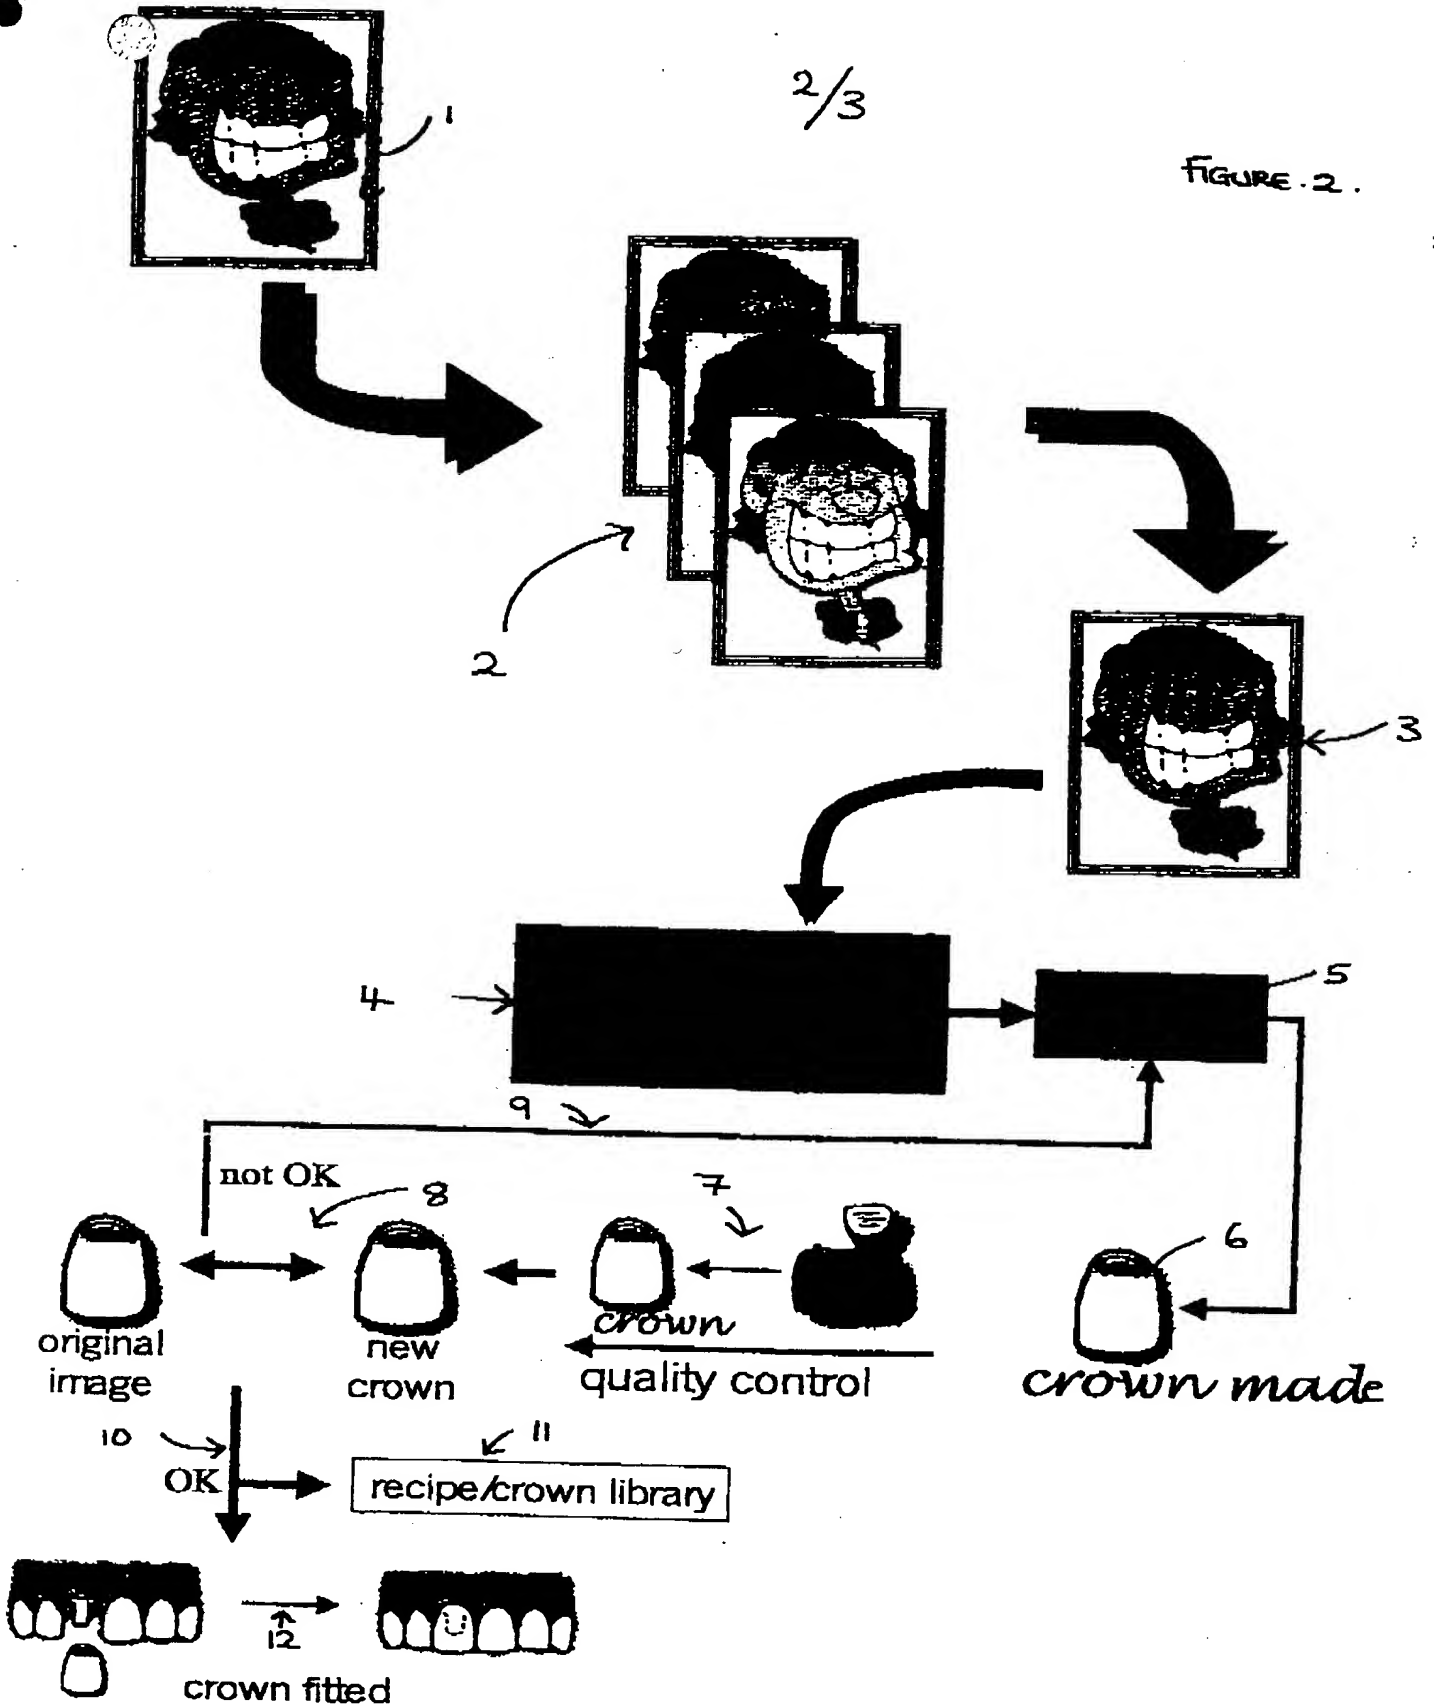 2/3
FIGURE.2.
1
2
3
4
5
9
not OK
8
7
6
original
image
new
crown
crown
quality control
crown made
10
OK
11
recipe/crown library
12
crown fitted